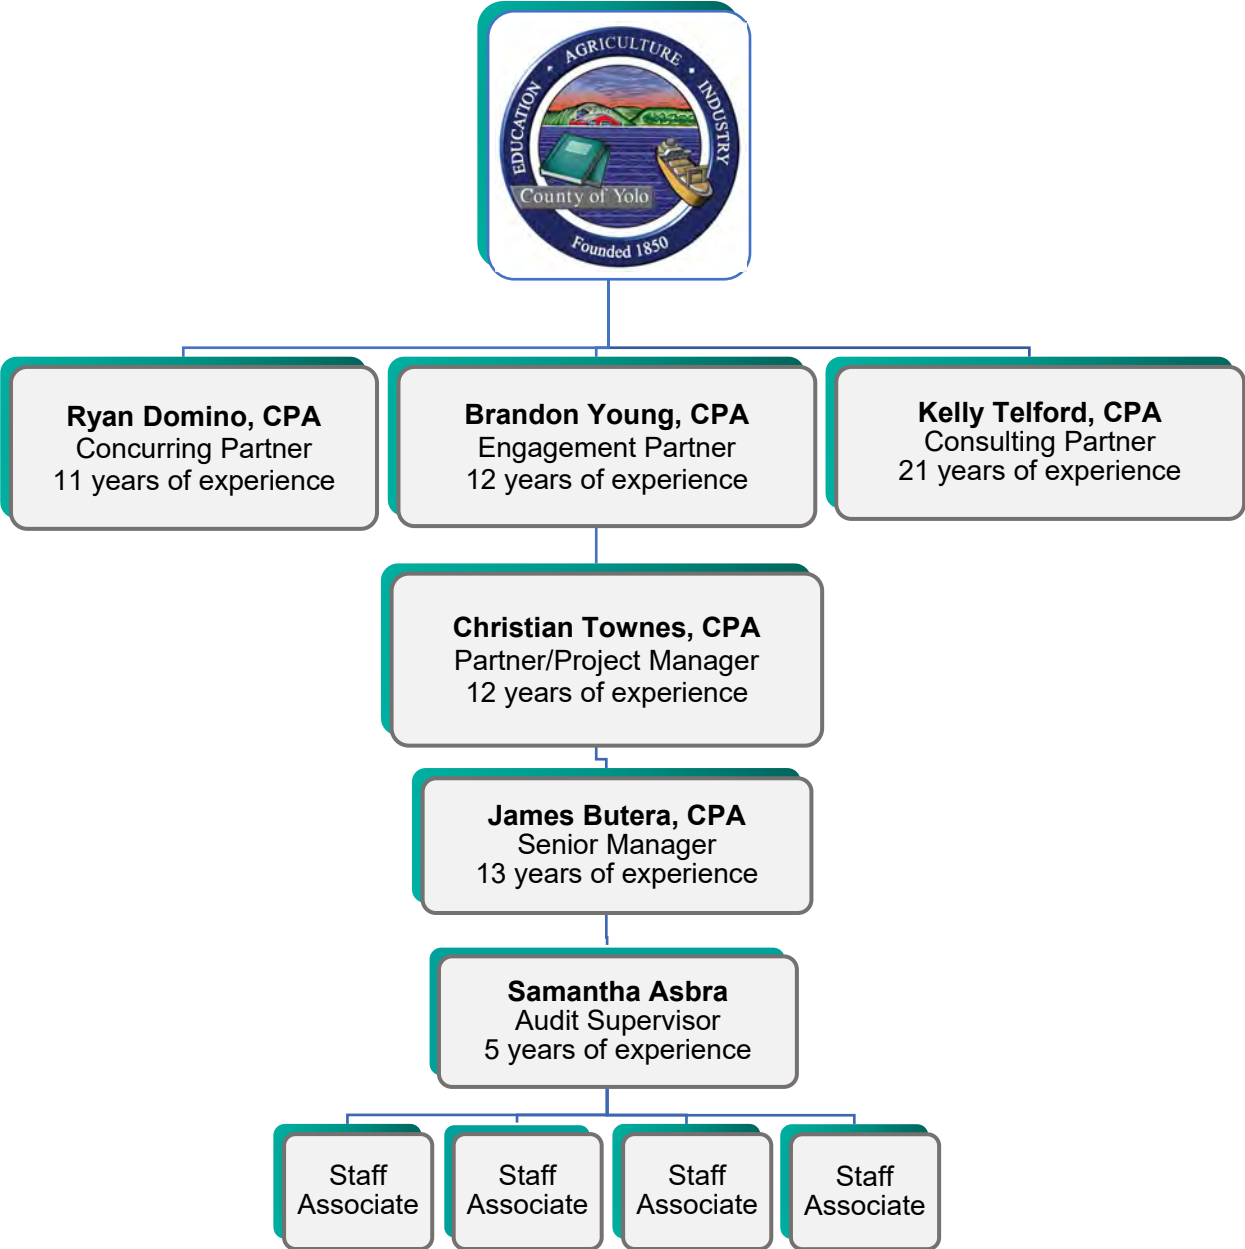 EDUCATION • AGRICULTURE • INDUSTRY
County of Yolo
Founded 1850
Ryan Domino, CPA
Concurring Partner
11 years of experience
Brandon Young, CPA
Engagement Partner
12 years of experience
Kelly Telford, CPA
Consulting Partner
21 years of experience
Christian Townes, CPA
Partner/Project Manager
12 years of experience
James Butera, CPA
Senior Manager
13 years of experience
Samantha Asbra
Audit Supervisor
5 years of experience
Staff
Associate
Staff
Associate
Staff
Associate
Staff
Associate